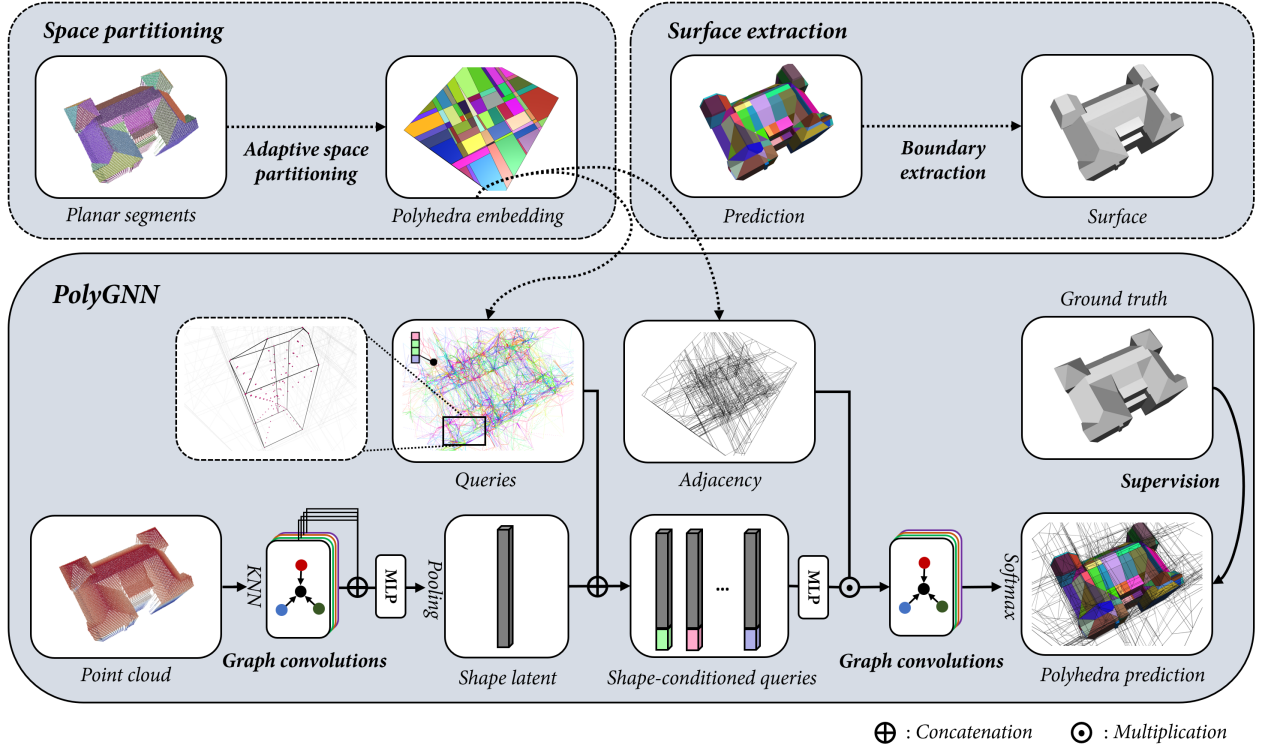 Space partitioning
Planar segments
Adaptive space
partitioning
Polyhedra embedding
Surface extraction
Prediction
Boundary
extraction
Surface
PolyGNN
Queries
Adjacency
Ground truth
Supervision
Point cloud
KNN
Graph convolutions
MLP
Pooling
Shape latent
...
Shape-conditioned queries
MLP
Graph convolutions
Softmax
Polyhedra prediction
: Concatenation
: Multiplication